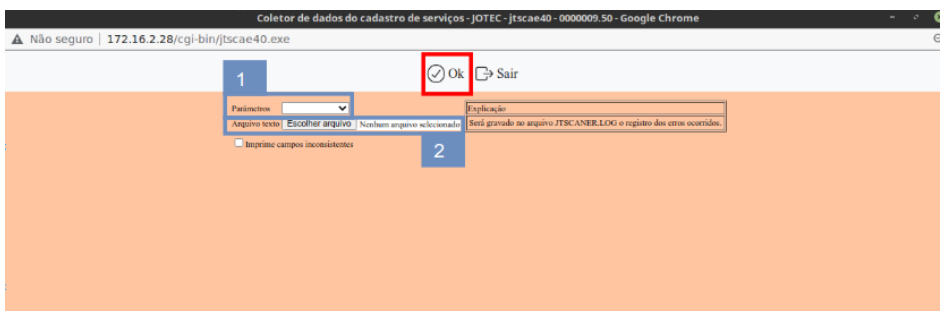 Coletor de dados do cadastro de serviços - JOTEC - jtscae40 - 0000009.50 - Google Chrome
Não seguro | 172.16.2.28/cgi-bin/jtscae40.exe
Ok Sair
1
Parâmetros
Explicação
Arquivo texto Escolher arquivo Nenhum arquivo selecionado
Será gravado no arquivo JTSCANER.LOG o registro dos erros ocorridos.
Imprime campos inconsistentes
2